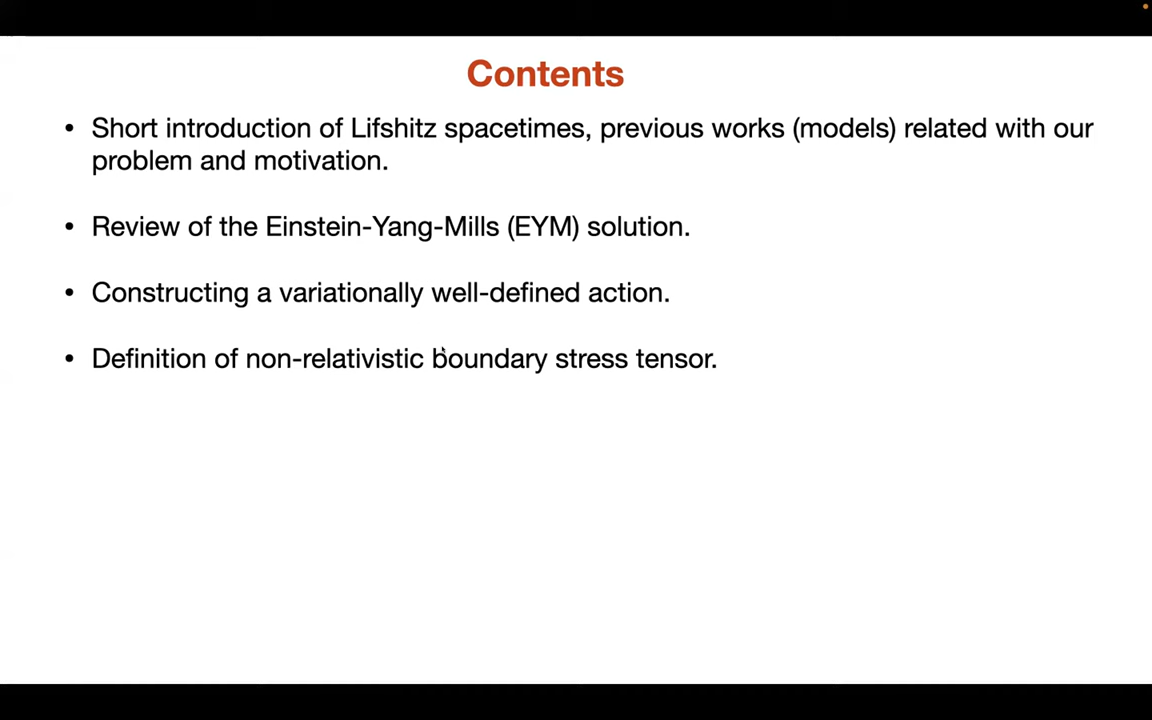 Contents
• Short introduction of Lifshitz spacetimes, previous works (models) related with our
problem and motivation.
• Review of the Einstein-Yang-Mills (EYM) solution.
• Constructing a variationally well-defined action.
• Definition of non-relativistic boundary stress tensor.